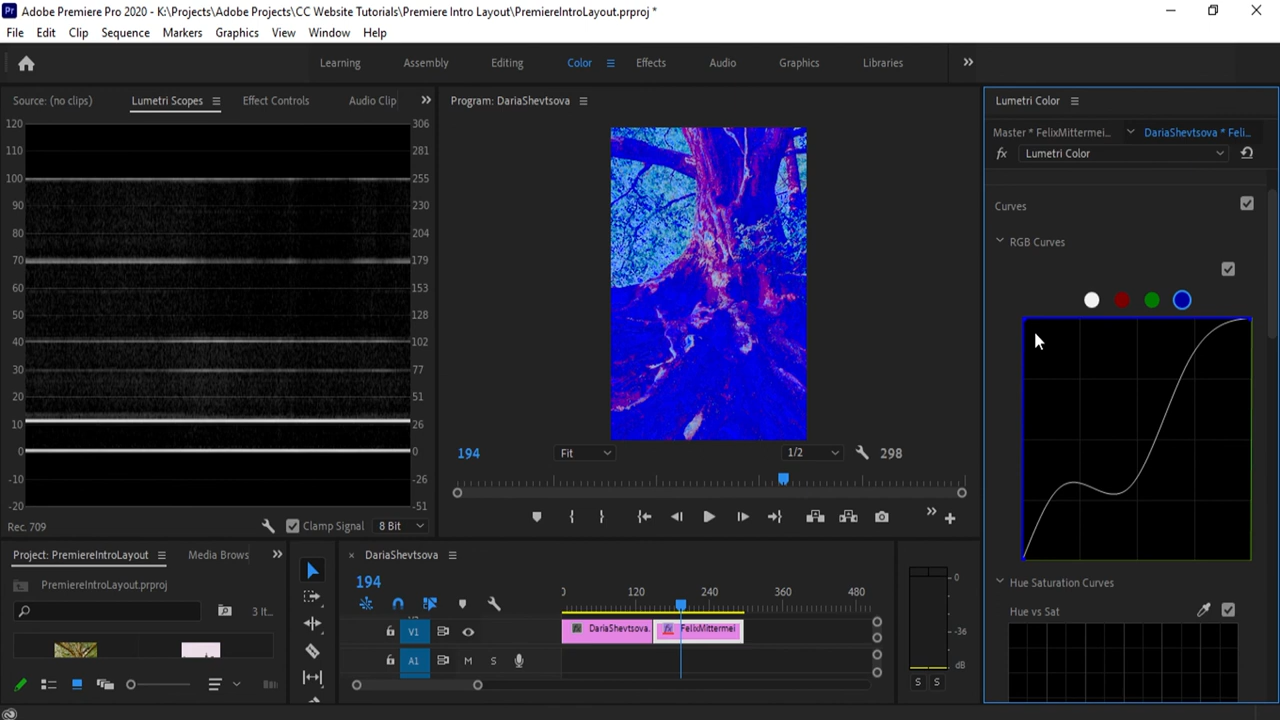 Adobe Premiere Pro 2020 - K:\Projects\Adobe Projects\CC Website Tutorials\Premiere Intro Layout\PremiereIntroLayout.prproj *
File Edit Clip Sequence Markers Graphics View Window Help
Learning Assembly Editing Color Effects Audio Graphics Libraries
Source: (no clips) Lumetri Scopes Effect Controls Audio Clip
Program: DariaShevtsova
Lumetri Color
Master * FelixMittermei... DariaShevtsova * Feli...
fx Lumetri Color
Curves
RGB Curves
120 306
110 281
100 255
90 230
80 204
70 179
60 153
50 128
40 102
30 77
20 51
10 26
0 0
-10 -26
-20 -51
Rec. 709 Clamp Signal 8 Bit
194 Fit 1/2 298
Hue Saturation Curves
Hue vs Sat
Project: PremiereIntroLayout Media Brows
PremiereIntroLayout.prproj
3 It...
DariaShevtsova
194
0 120 240 360 480
V1 DariaShevtsova. fx FelixMittermei
A1 M S
0
-36
dB
S S